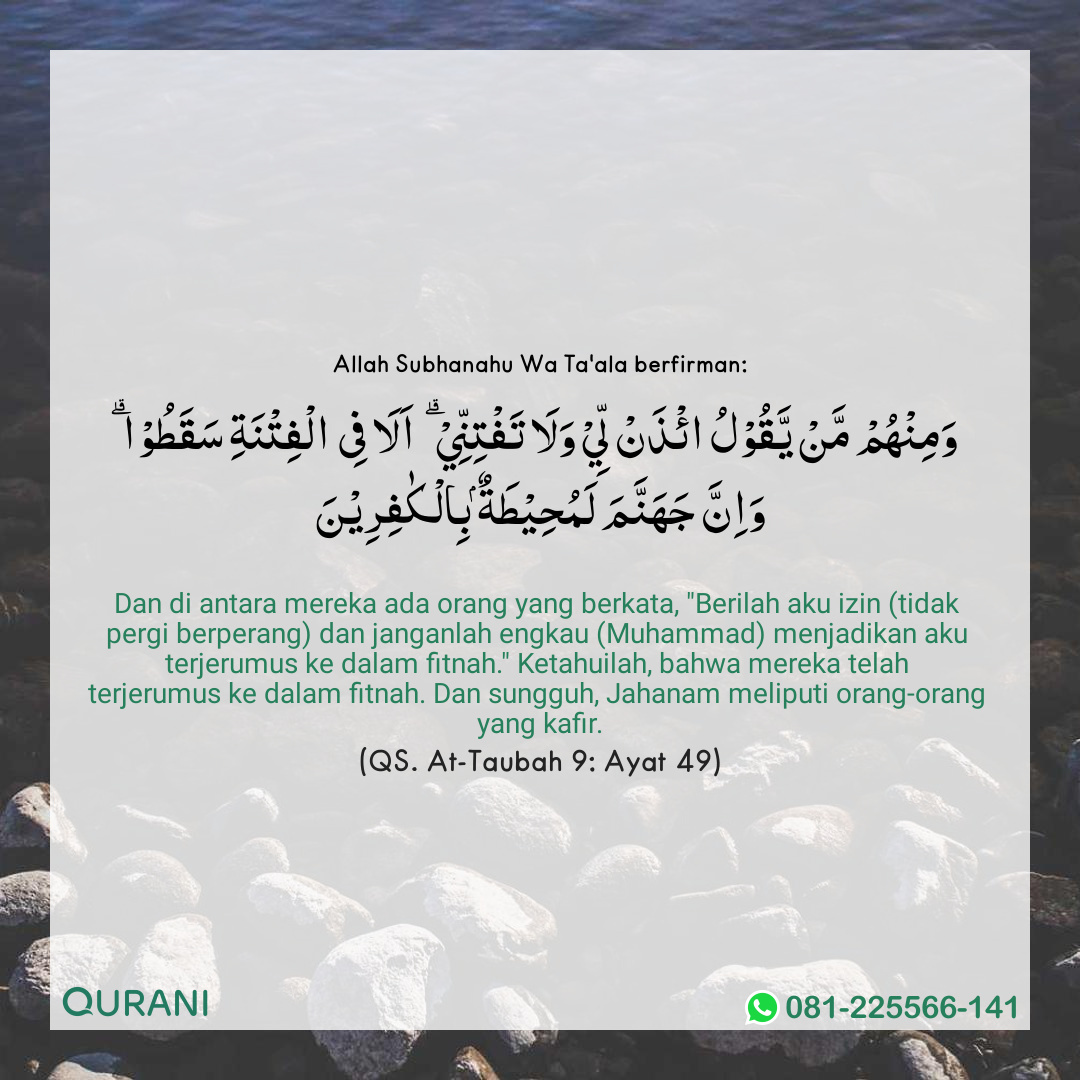 Allah Subhanahu Wa Ta'ala berfirman:
وَمِنْهُمْ مَّنْ يَّقُوْلُ ائْذَنْ لِّيْ وَلَا تَفْتِنِّيْ ۗ اَلَا فِى الْفِتْنَةِ سَقَطُوْا ۗ
وَاِنَّ جَهَنَّمَ لَمُحِيْطَةٌ ۢبِالْكٰفِرِيْنَ
Dan di antara mereka ada orang yang berkata, "Berilah aku izin (tidak
pergi berperang) dan janganlah engkau (Muhammad) menjadikan aku
terjerumus ke dalam fitnah." Ketahuilah, bahwa mereka telah
terjerumus ke dalam fitnah. Dan sungguh, Jahanam meliputi orang-orang
yang kafir.
(QS. At-Taubah 9: Ayat 49)
QURANI
081-225566-141